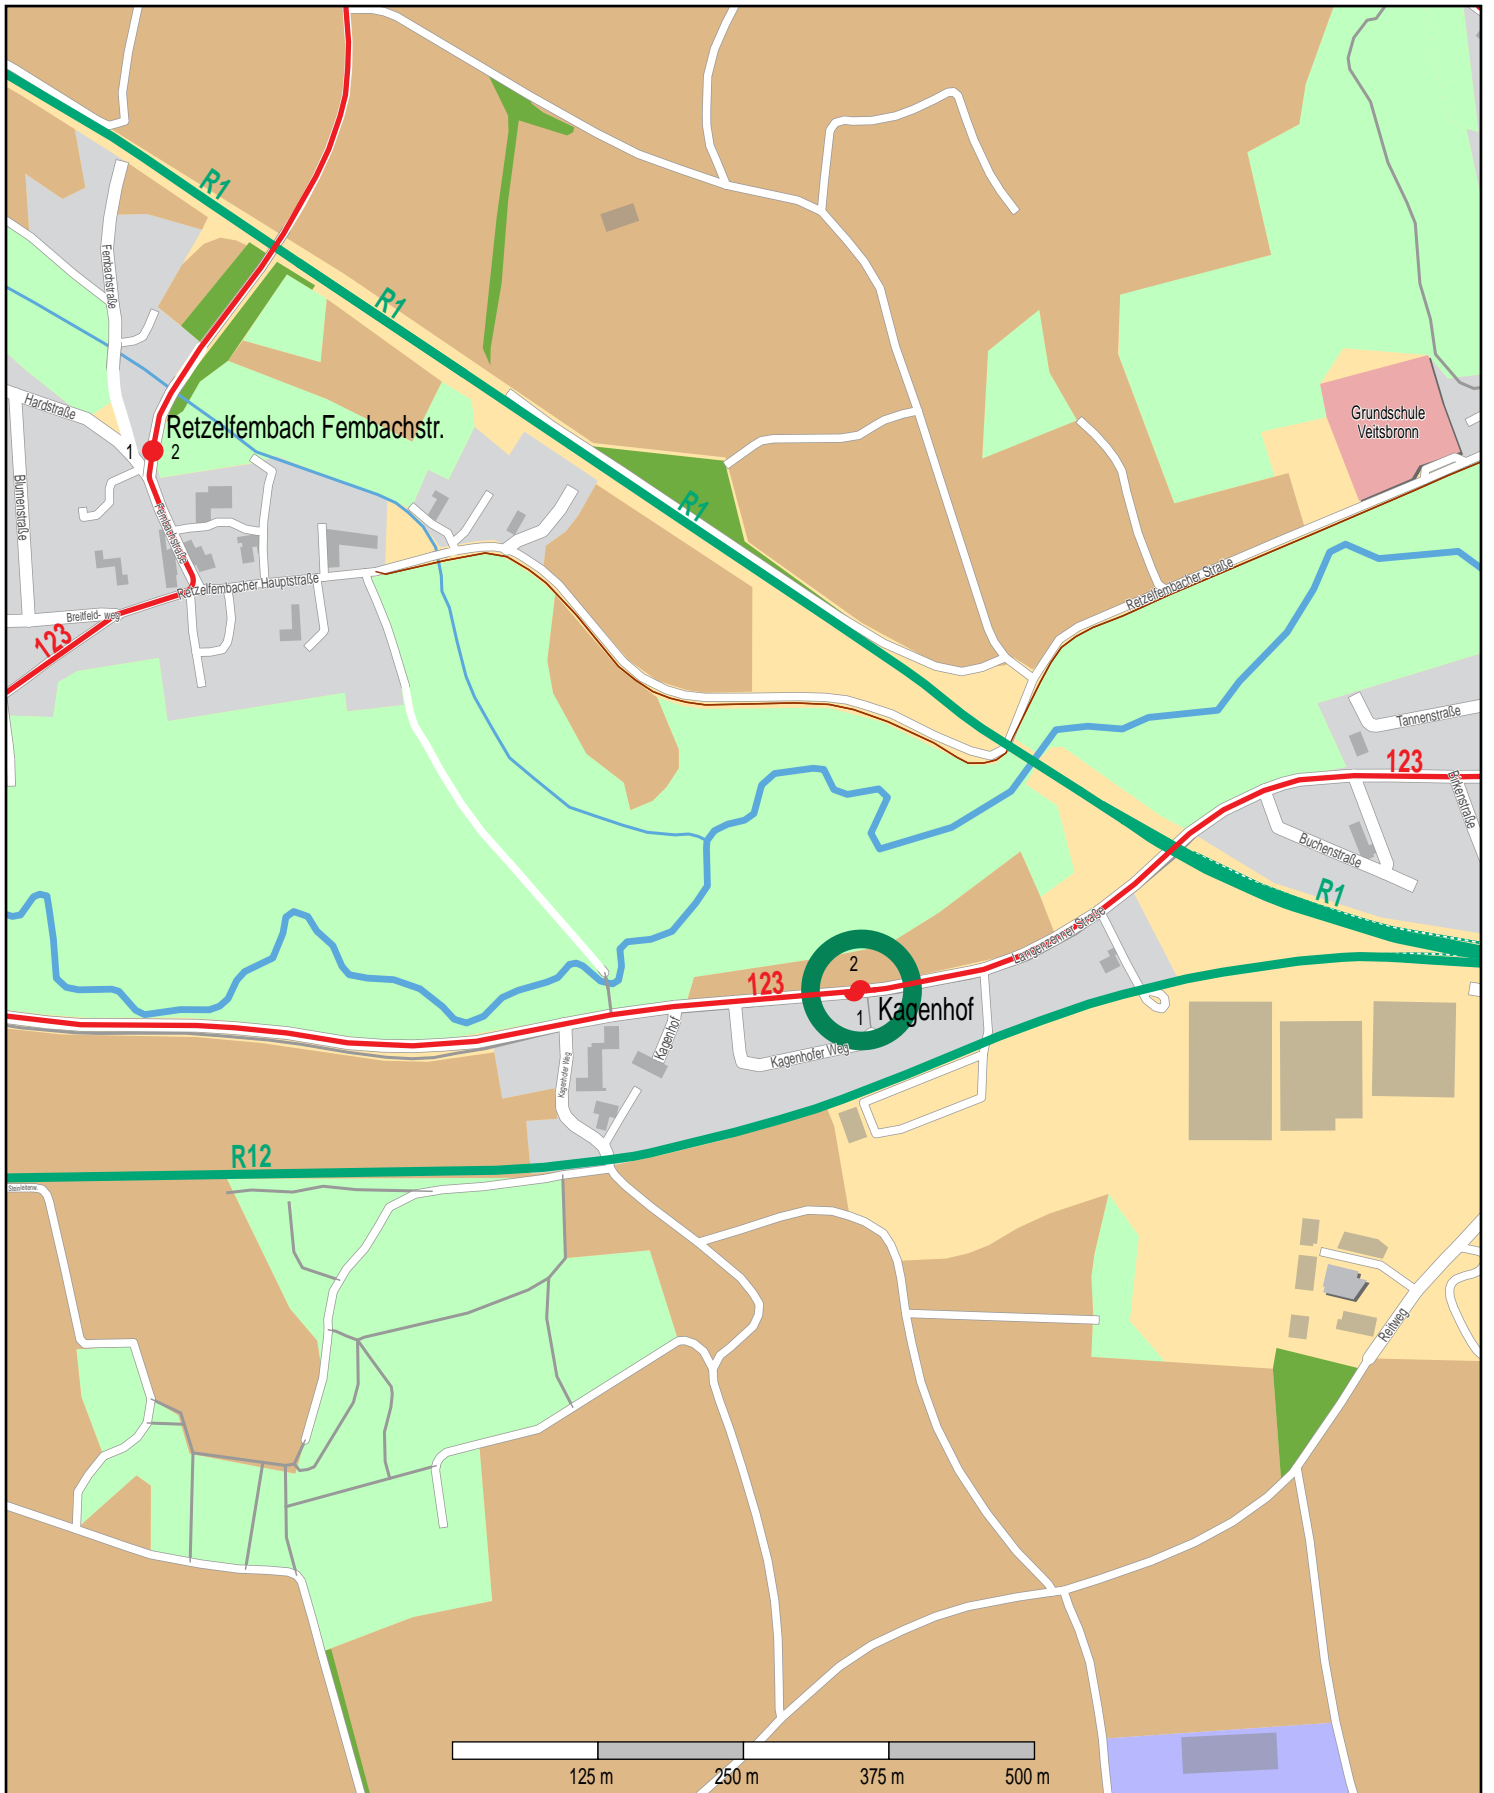 R1
Fembachstraße
R1
Hardstraße
Retzelfembach Fembachstr.
1
2
Grundschule
Veitsbronn
Blumenstraße
R1
Fembachstraße
Retzelfembacher Hauptstraße
Retzelfembacher Straße
Breitfeld- weg
123
Tannenstraße
123
Birkenstraße
Buchenstraße
R1
Langenzenner Straße
2
123
Kagenhof
1
Kagenhof
Kagenhofer Weg
Kagenhofer Weg
R12
Steinleitenw.
Reitweg
125 m
250 m
375 m
500 m